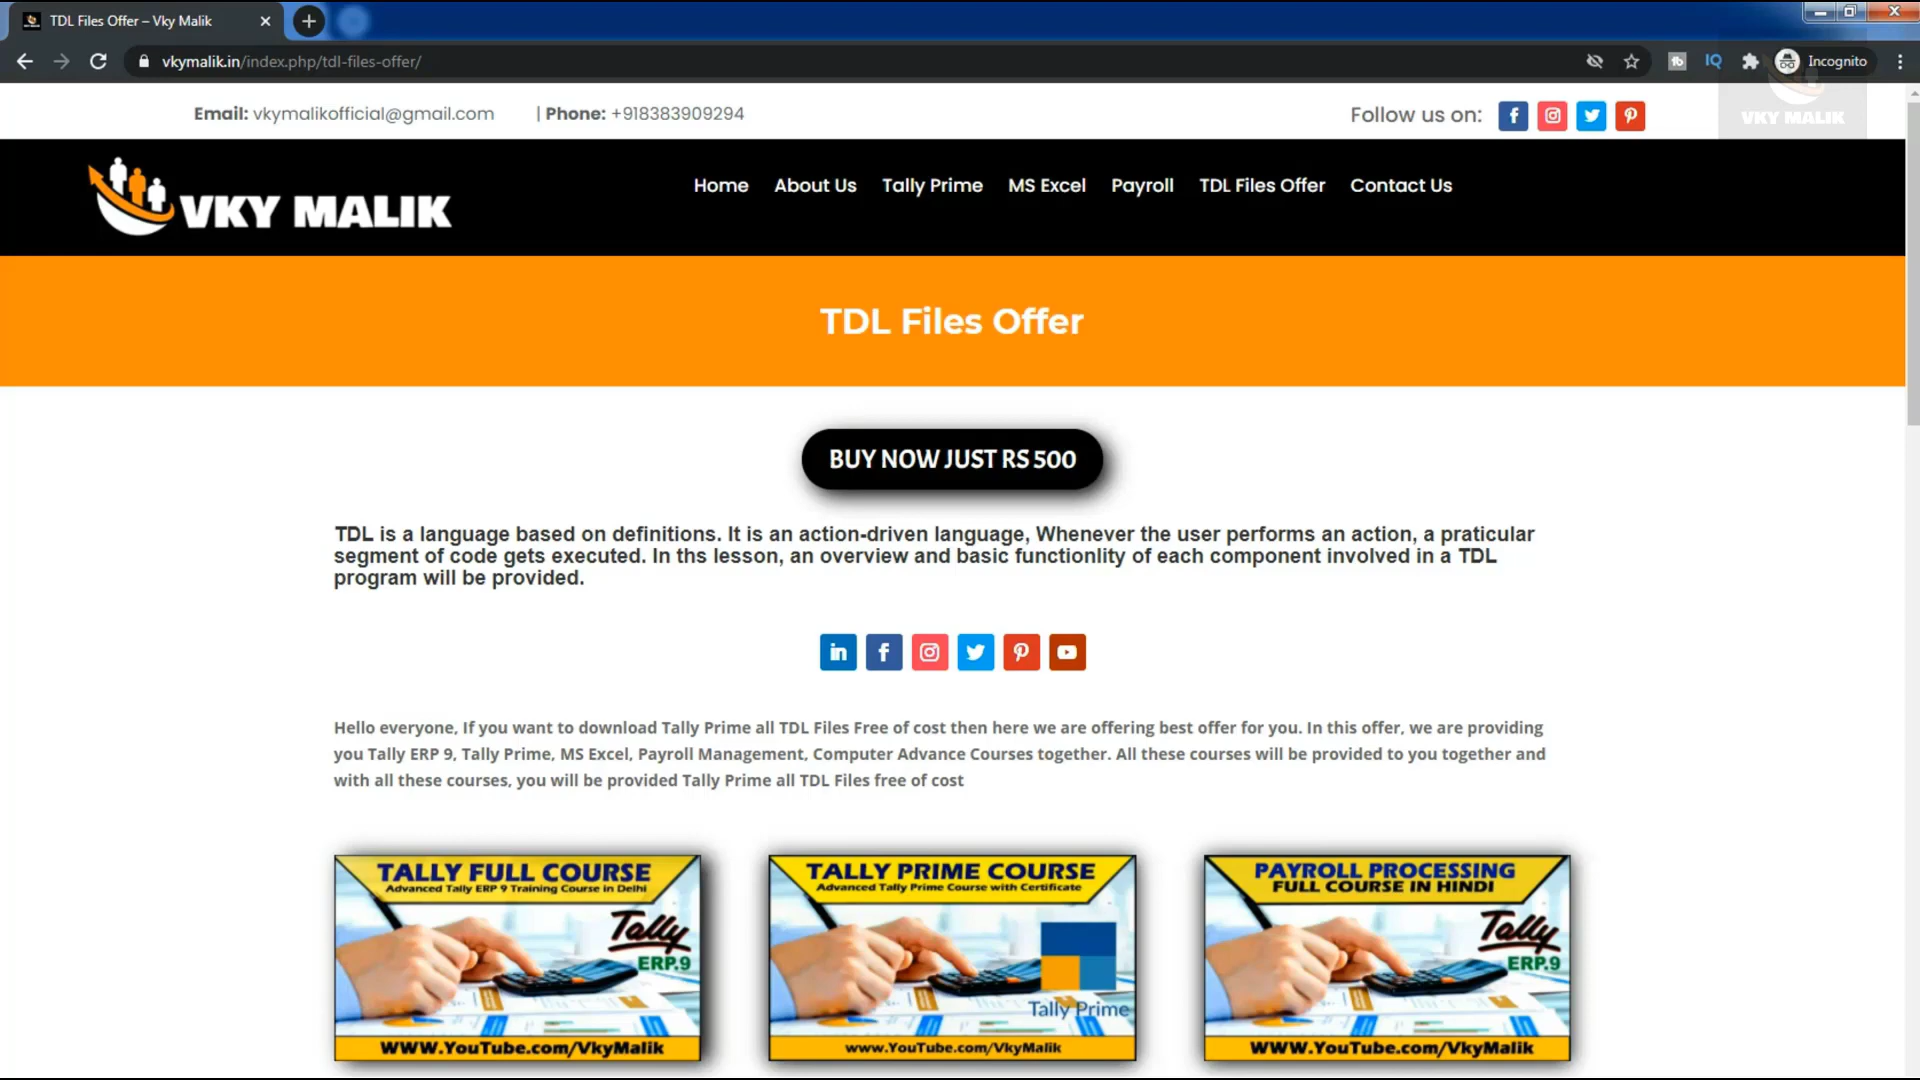 TDL Files Offer – Vky Malik
vkymalik.in/index.php/tdl-files-offer/
Incognito
Email: vkymalikofficial@gmail.com | Phone: +918383909294
Follow us on:
VKY MALIK
VKY MALIK
Home About Us Tally Prime MS Excel Payroll TDL Files Offer Contact Us
TDL Files Offer
BUY NOW JUST RS 500
TDL is a language based on definitions. It is an action-driven language, Whenever the user performs an action, a praticular
segment of code gets executed. In ths lesson, an overview and basic functionlity of each component involved in a TDL
program will be provided.
Hello everyone, If you want to download Tally Prime all TDL Files Free of cost then here we are offering best offer for you. In this offer, we are providing
you Tally ERP 9, Tally Prime, MS Excel, Payroll Management, Computer Advance Courses together. All these courses will be provided to you together and
with all these courses, you will be provided Tally Prime all TDL Files free of cost
TALLY FULL COURSE
Advanced Tally ERP 9 Training Course in Delhi
Tally
ERP.9
WWW.YouTube.com/VkyMalik
TALLY PRIME COURSE
Advanced Tally Prime Course with Certificate
Tally Prime
www.YouTube.com/VkyMalik
PAYROLL PROCESSING
FULL COURSE IN HINDI
Tally
ERP.9
WWW.YouTube.com/VkyMalik